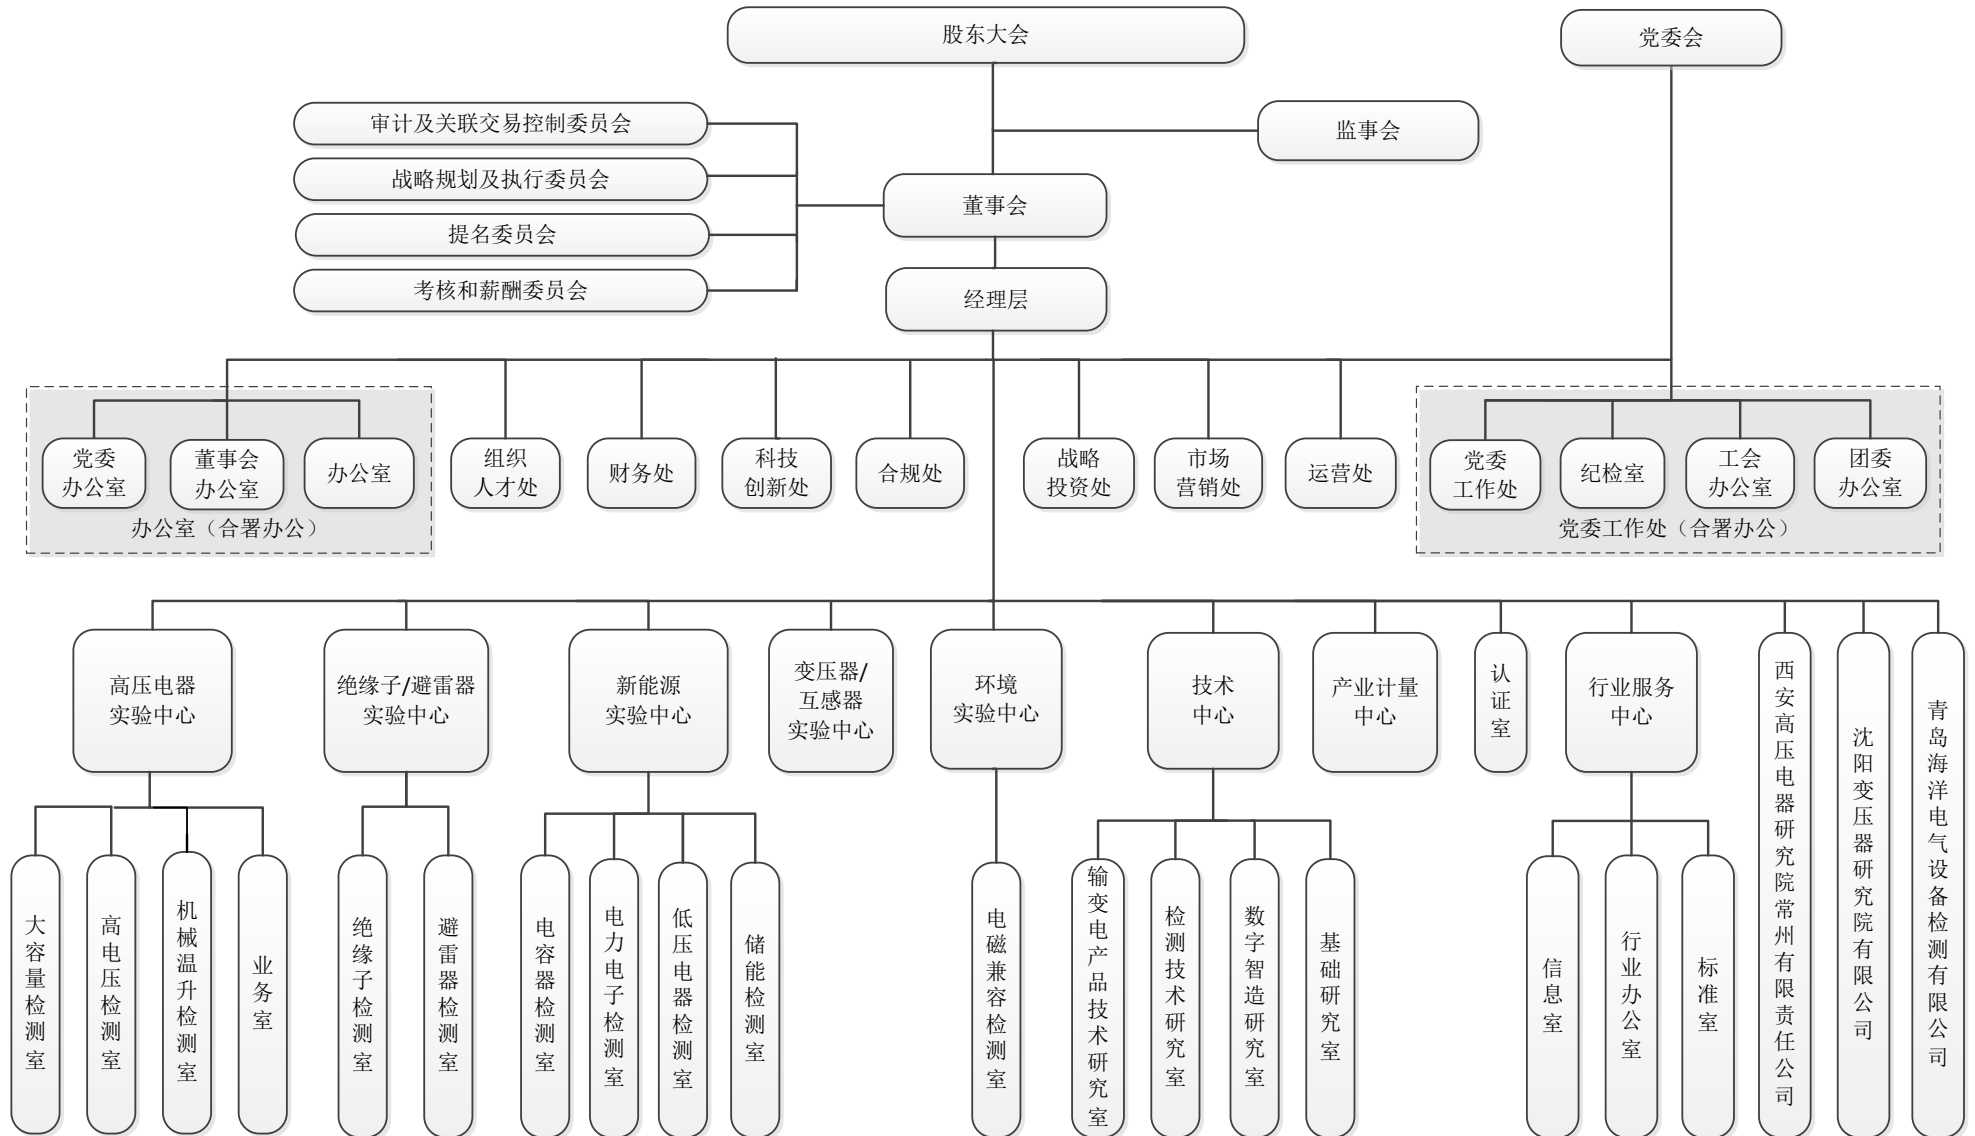 股东大会
党委会
审计及关联交易控制委员会
监事会
战略规划及执行委员会
董事会
提名委员会
考核和薪酬委员会
经理层
党委
办公室
董事会
办公室
办公室
办公室（合署办公）
组织
人才处
财务处
科技
创新处
合规处
战略
投资处
市场
营销处
运营处
党委
工作处
纪检室
工会
办公室
团委
办公室
党委工作处（合署办公）
高压电器
实验中心
绝缘子/避雷器
实验中心
新能源
实验中心
变压器/
互感器
实验中心
环境
实验中心
技术
中心
产业计量
中心
认证室
行业服务
中心
西安高压电器研究院常州有限责任公司
沈阳变压器研究院有限公司
青岛海洋电气设备检测有限公司
大容量检测室
高电压检测室
机械温升检测室
业务室
绝缘子检测室
避雷器检测室
电容器检测室
电力电子检测室
低压电器检测室
储能检测室
电磁兼容检测室
输变电产品技术研究室
检测技术研究室
数字智造研究室
基础研究室
信息室
行业办公室
标准室